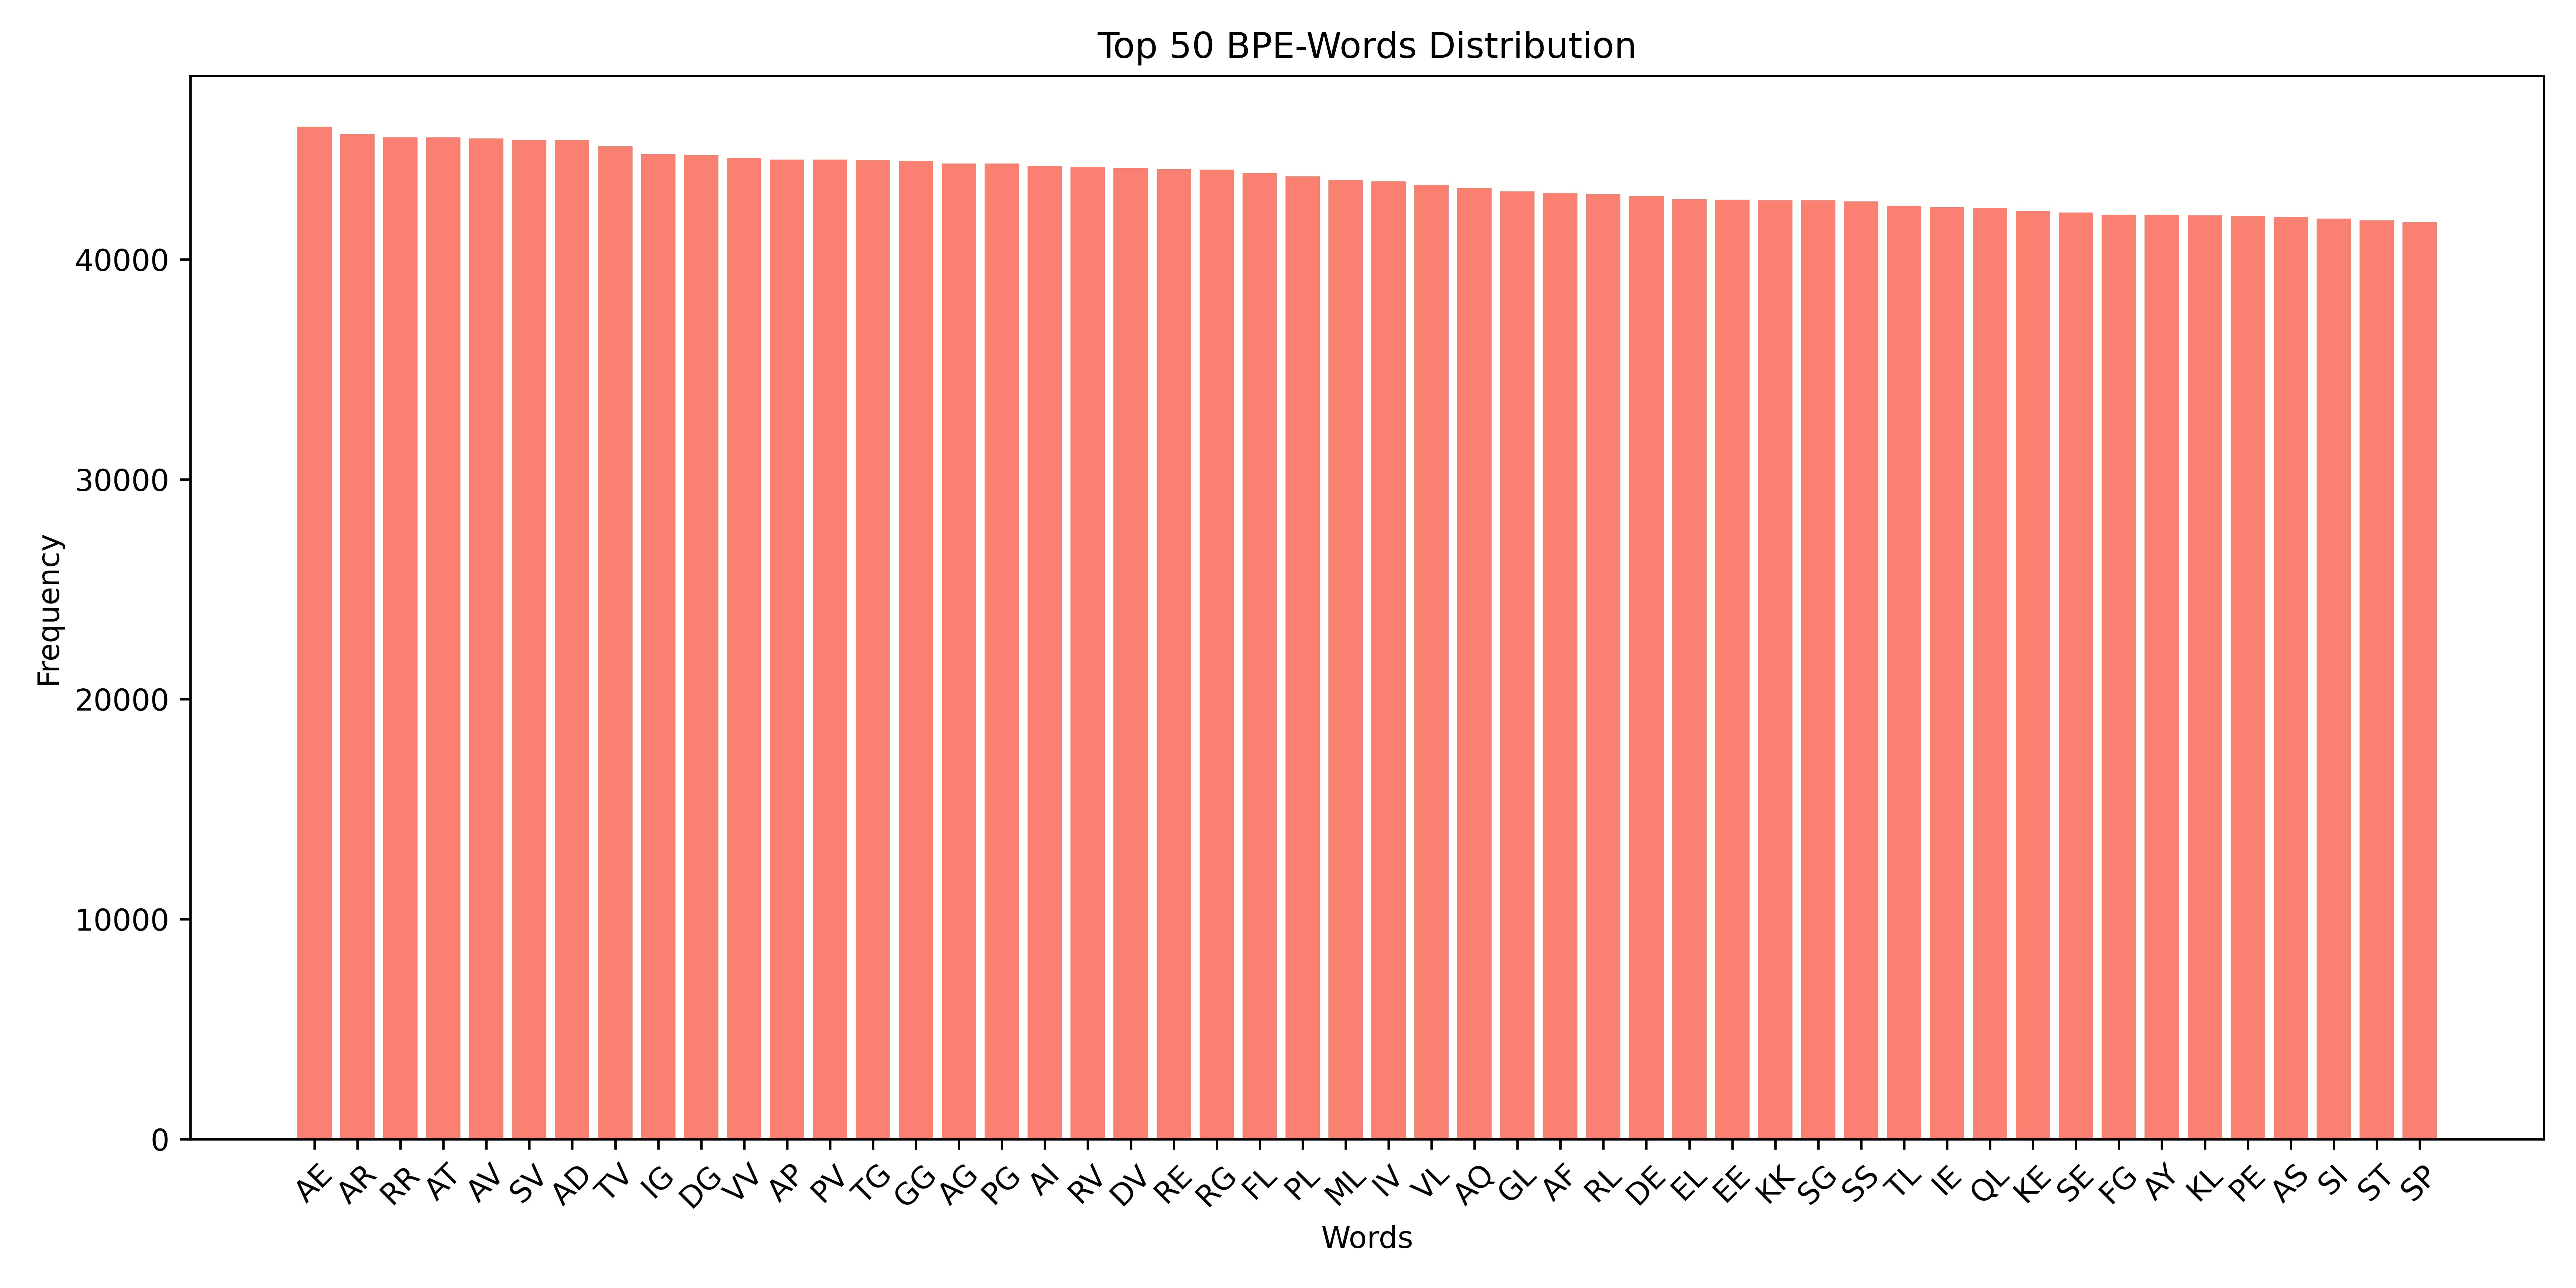 Top 50 BPE-Words Distribution
Frequency
40000
30000
20000
10000
0
AE AR RR AT AV SV AD TV IG DG VV AP PV TG GG AG PG AI RV DV RE RG FL PL ML IV VL AQ GL AF RL DE EL EE KK SG SS TL IE QL KE SE FG AY KL PE AS SI ST SP
Words